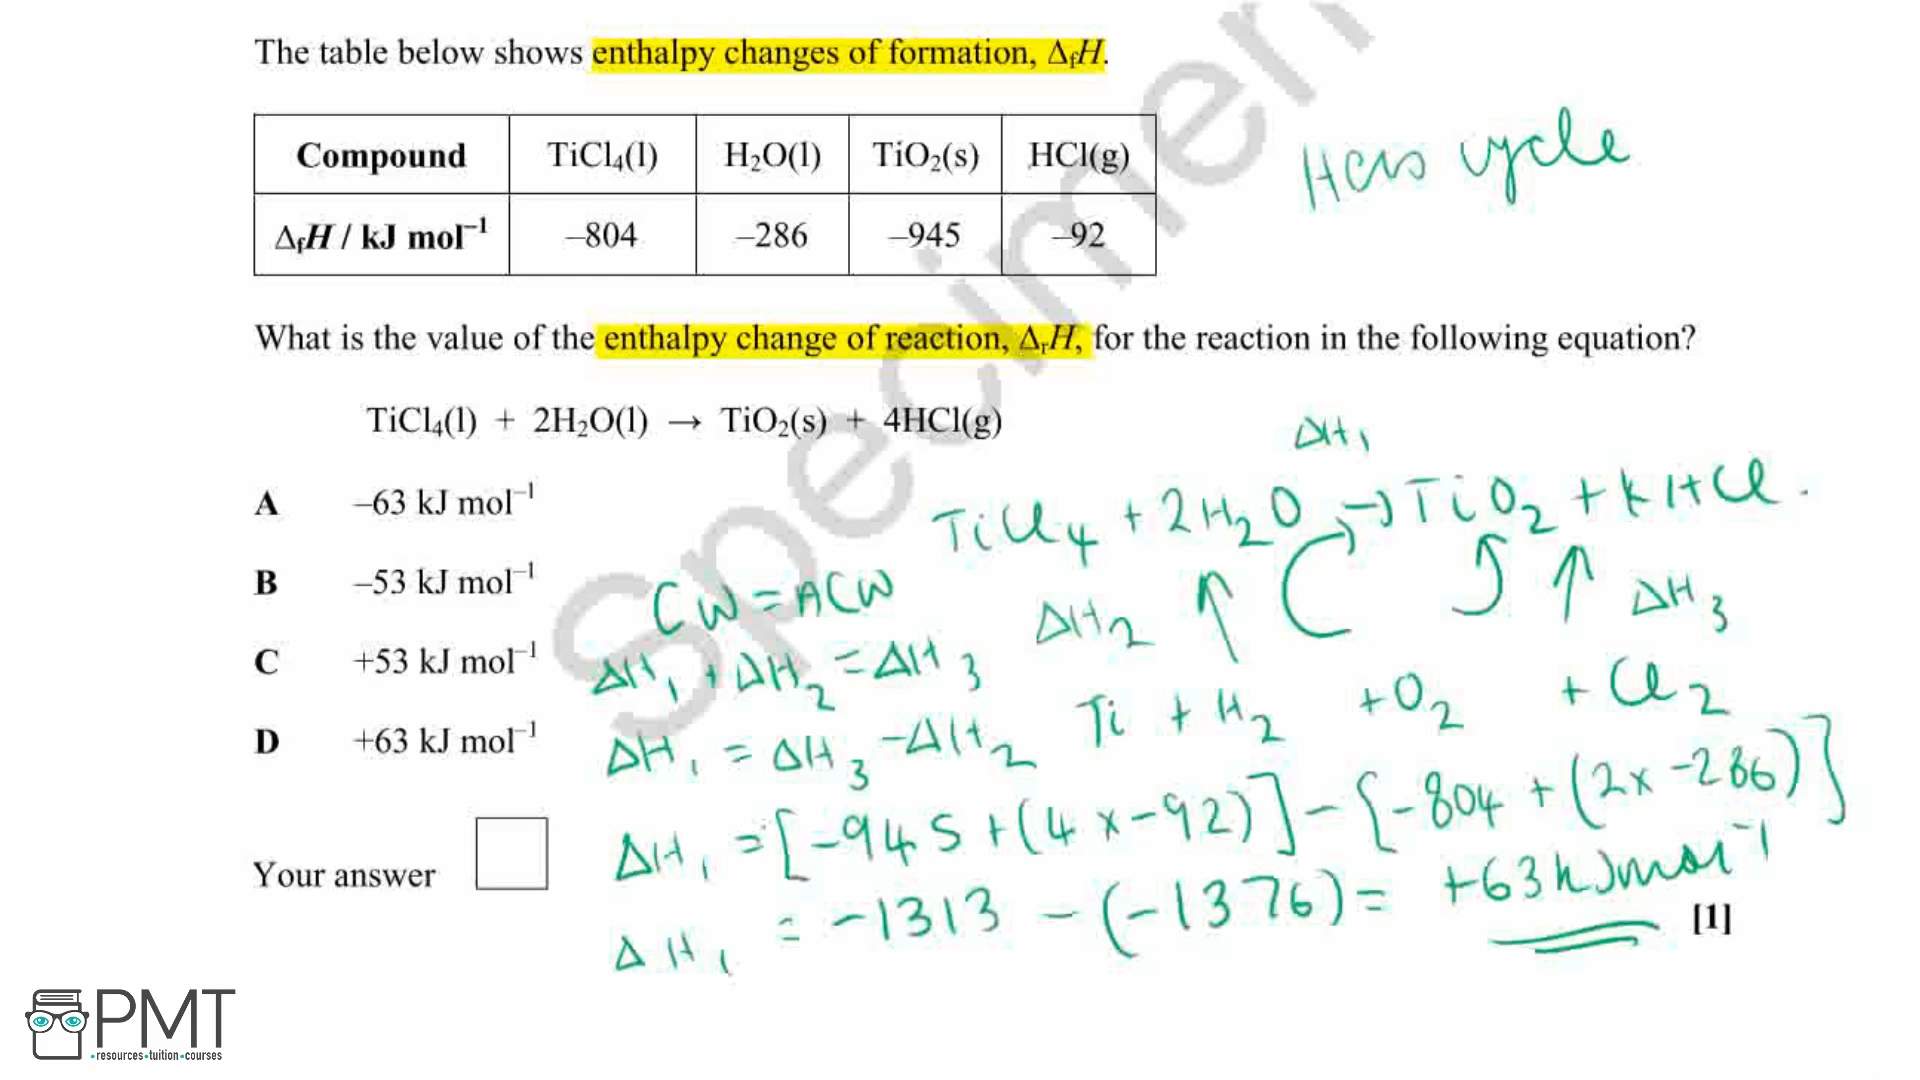 The table below shows enthalpy changes of formation, ΔfH.
Compound TiCl₄(l) H₂O(l) TiO₂(s) HCl(g)
ΔfH / kJ mol⁻¹ –804 –286 –945 –92
Hess cycle
What is the value of the enthalpy change of reaction, ΔrH, for the reaction in the following equation?
TiCl₄(l) + 2H₂O(l) → TiO₂(s) + 4HCl(g)
A –63 kJ mol⁻¹
B –53 kJ mol⁻¹
C +53 kJ mol⁻¹
D +63 kJ mol⁻¹
Your answer
[1]
ΔH₁
TiCl₄ + 2H₂O → TiO₂ + 4HCl.
ΔH₂ ΔH₃
Ti + H₂ + O₂ + Cl₂
CW = ACW
ΔH₁ + ΔH₂ = ΔH₃
ΔH₁ = ΔH₃ - ΔH₂
ΔH₁ = [-945 + (4 x -92)] - [-804 + (2x -286)]
ΔH₁ = -1313 - (-1376) = +63 kJ mol⁻¹
Specimen
PMT
•resources•tuition•courses